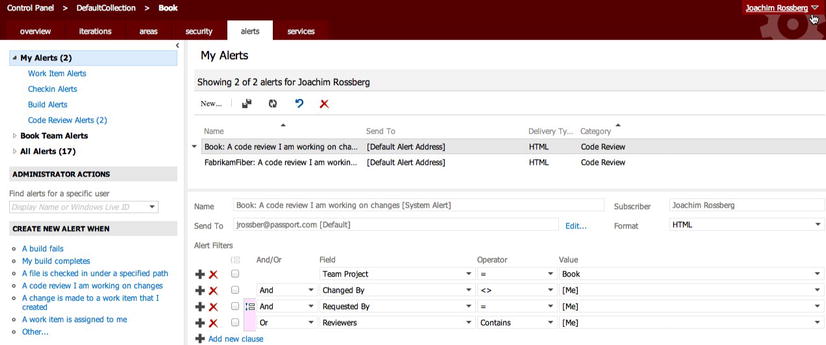 Control Panel > DefaultCollection > Book
Joachim Rossberg
overview iterations areas security alerts services
My Alerts (2)
Work Item Alerts
Checkin Alerts
Build Alerts
Code Review Alerts (2)
Book Team Alerts
All Alerts (17)
ADMINISTRATOR ACTIONS
Find alerts for a specific user
Display Name or Windows Live ID
CREATE NEW ALERT WHEN
A build fails
My build completes
A file is checked in under a specified path
A code review I am working on changes
A change is made to a work item that I
created
A work item is assigned to me
Other...
My Alerts
Showing 2 of 2 alerts for Joachim Rossberg
New...
Name Send To Delivery Ty... Category
Book: A code review I am working on cha... [Default Alert Address] HTML Code Review
FabrikamFiber: A code review I am workin... [Default Alert Address] HTML Code Review
Name Book: A code review I am working on changes [System Alert] Subscriber Joachim Rossberg
Send To jrossber@passport.com [Default] Edit... Format HTML
Alert Filters
And/Or Field Operator Value
Team Project = Book
And Changed By <> [Me]
And Requested By = [Me]
Or Reviewers Contains [Me]
Add new clause